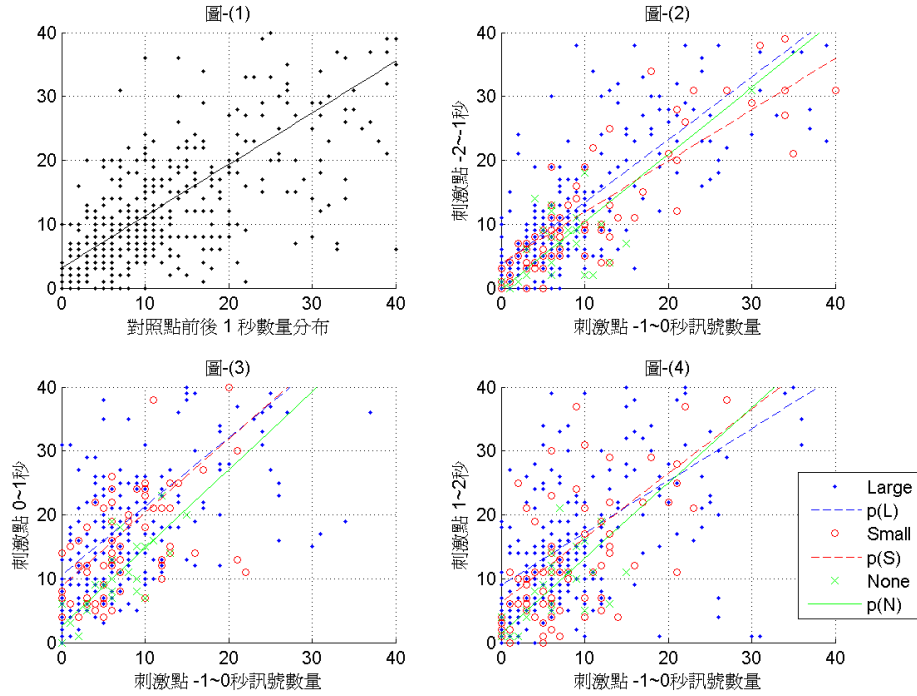 圖-(1)
40
30
20
10
0
0 10 20 30 40
對照點前後 1 秒數量分布
圖-(2)
刺激點 -2~-1秒
40
30
20
10
0
0 10 20 30 40
刺激點 -1~0秒訊號數量
圖-(3)
刺激點 0~1秒
40
30
20
10
0
0 10 20 30 40
刺激點 -1~0秒訊號數量
圖-(4)
刺激點 1~2秒
40
30
20
10
0
0 10 20 30 40
刺激點 -1~0秒訊號數量
Large
p(L)
Small
p(S)
None
p(N)